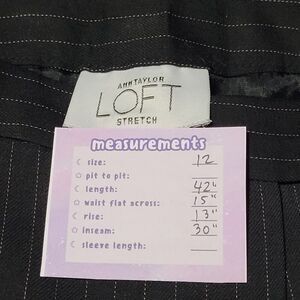 ANN TAYLOR
LOFT
STRETCH
measurements
size: 12
pit to pit:
length: 42"
waist flat across: 15"
rise: 13"
inseam: 30"
sleeve length: